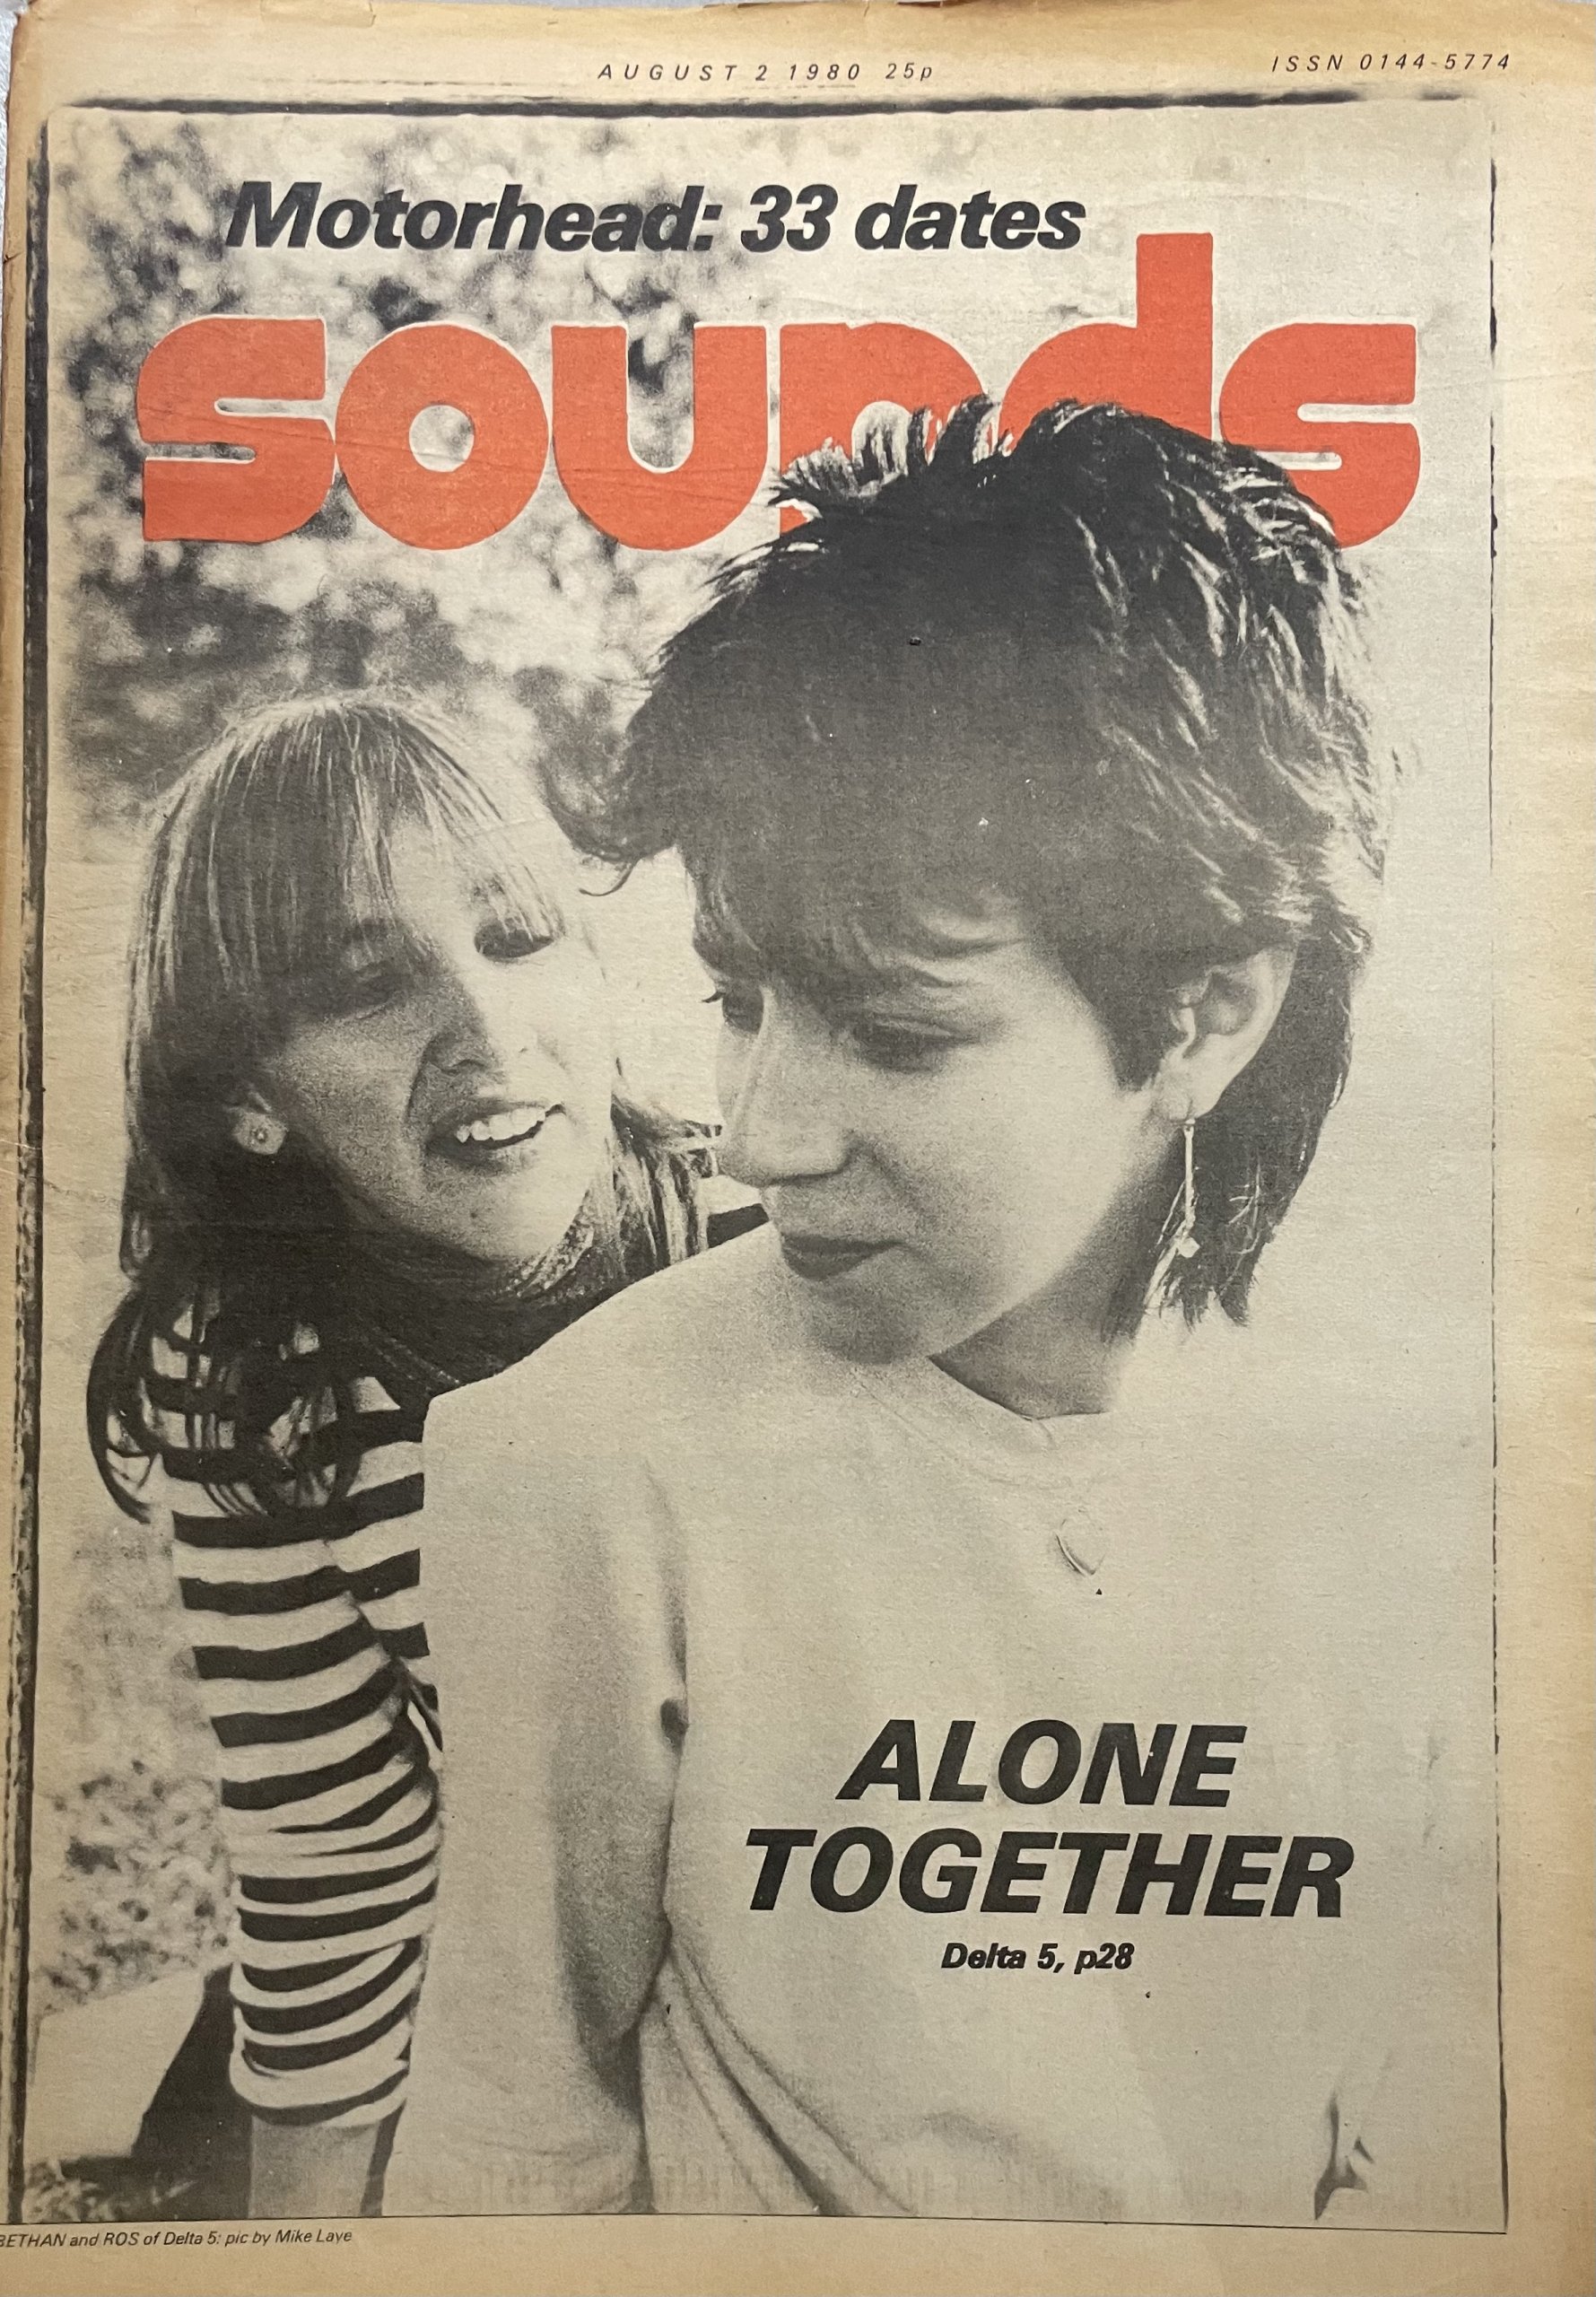 AUGUST 2 1980 25p
ISSN 0144-5774
Motorhead: 33 dates
sounds
ALONE
TOGETHER
Delta 5, p28
BETHAN and ROS of Delta 5: pic by Mike Laye